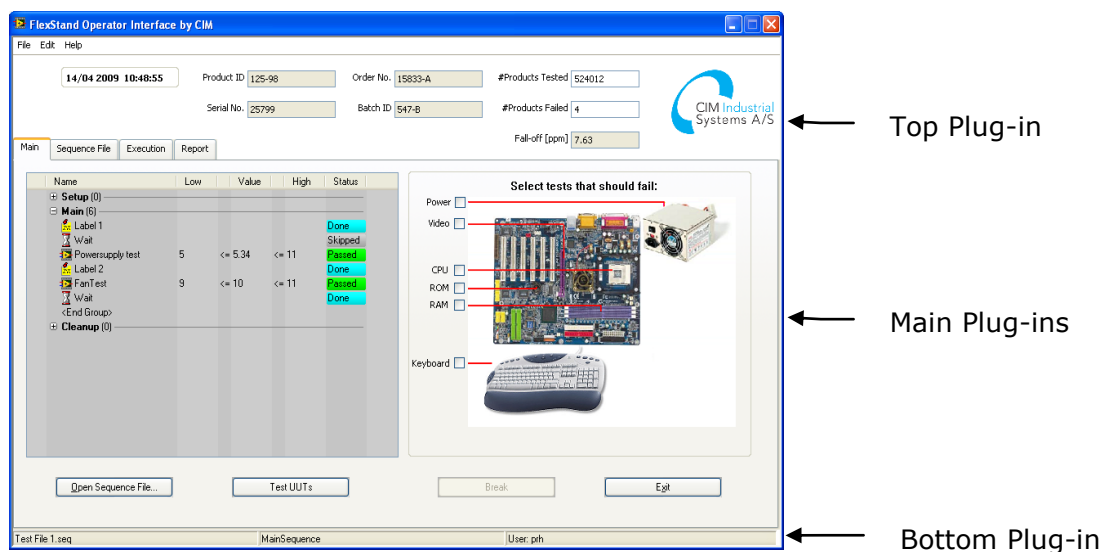 FlexStand Operator Interface by CIM
File Edit Help
14/04 2009 10:48:55
Product ID 125-98
Order No. 15833-A
#Products Tested 524012
Serial No. 25799
Batch ID 547-B
#Products Failed 4
Fall-off [ppm] 7.63
CIM Industrial
Systems A/S
Top Plug-in
Main Sequence File Execution Report
Name Low Value High Status
Setup (0)
Main (6)
Label 1 Done
Wait Skipped
Powersupply test 5 <= 5.34 <= 11 Passed
Label 2 Done
FanTest 9 <= 10 <= 11 Passed
Wait Done
<End Group>
Cleanup (0)
Select tests that should fail:
Power
Video
CPU
ROM
RAM
Keyboard
Main Plug-ins
Open Sequence File...
Test UUTs
Break
Exit
Test File 1.seq
MainSequence
User: prh
Bottom Plug-in